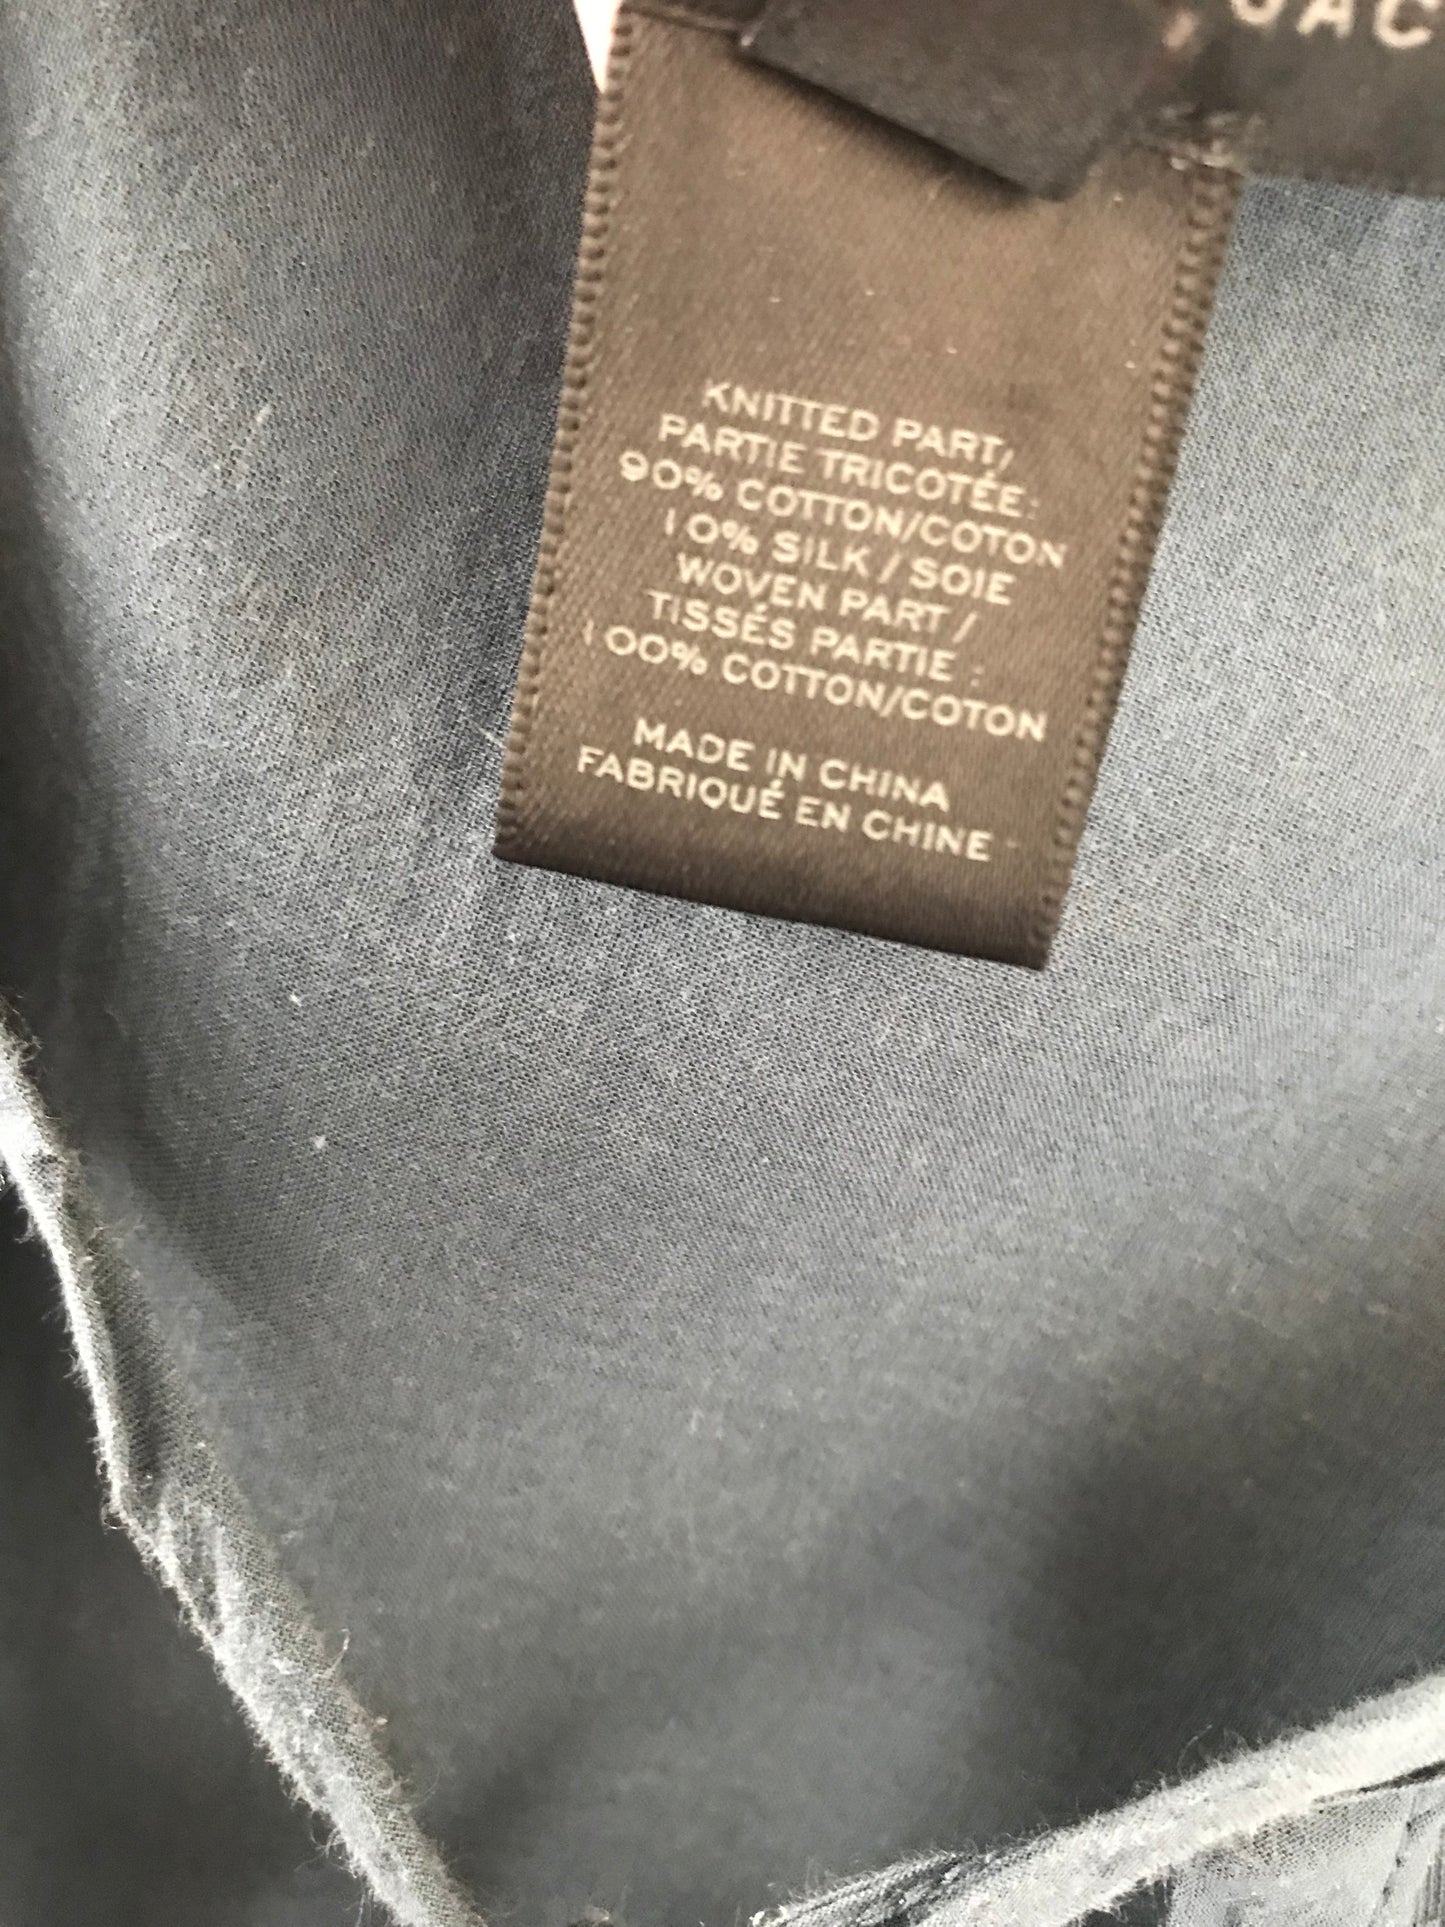 JAC
KNITTED PART/
PARTIE TRICOTÉE:
90% COTTON/COTON
10% SILK / SOIE
WOVEN PART /
TISSÉS PARTIE :
100% COTTON/COTON
MADE IN CHINA
FABRIQUÉ EN CHINE